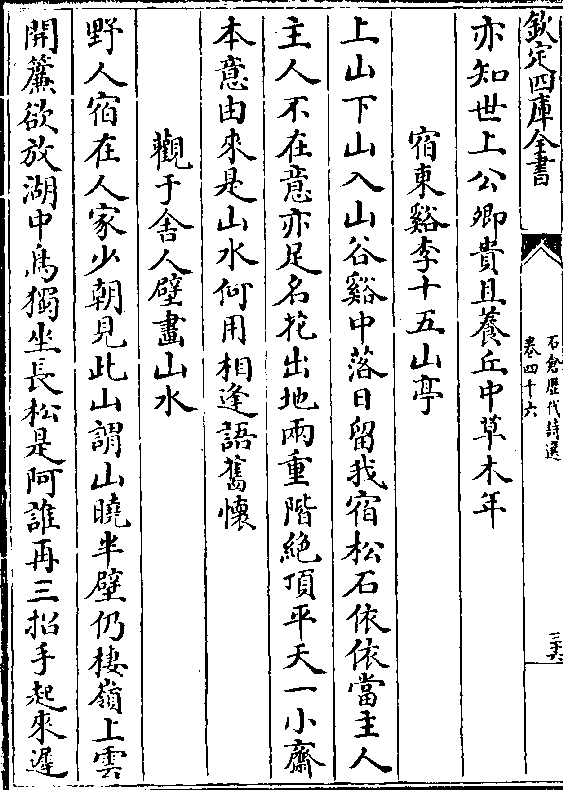 欽定四庫全書
石倉歷代詩選
卷四十六
亦知世上公卿貴且養丘中草木年
宿東谿李十五山亭
上山下山入山谷谿中落日留我宿松石依依當主人
主人不在意亦足名花出地兩重階絶頂平天一小齋
本意由來是山水何用相逢語舊懷
觀于舍人壁畫山水
野人宿在人家少朝見此山謂山曉半壁仍棲嶺上雲
開簾欲放湖中鳥獨坐長松是阿誰再三招手起來遲